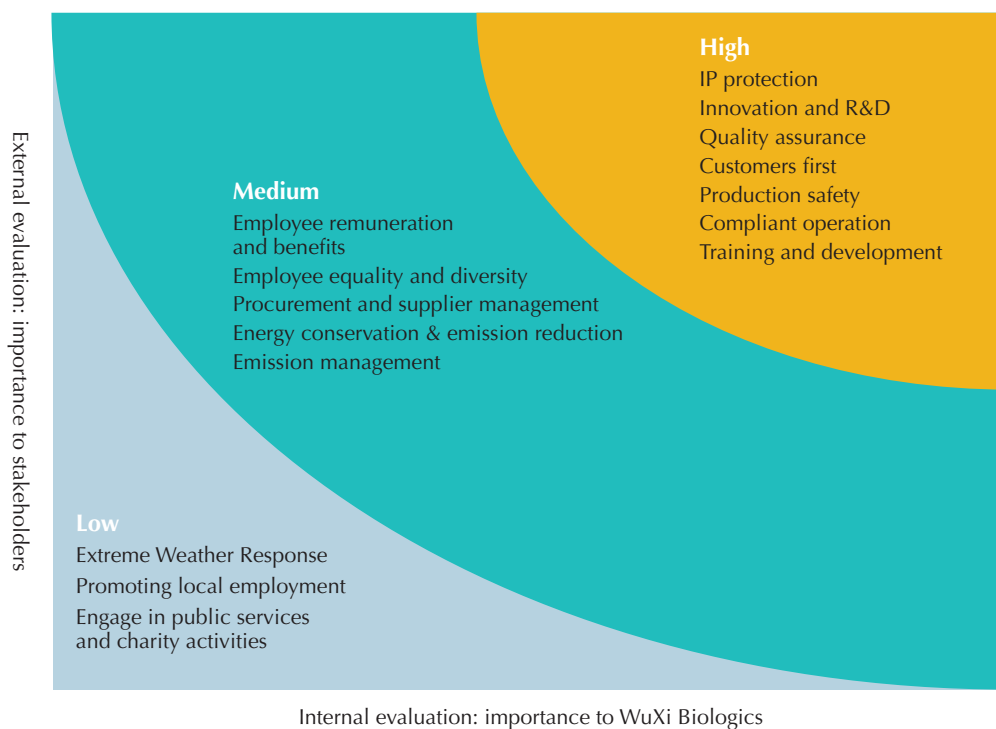 High
IP protection
Innovation and R&D
Quality assurance
Customers first
Production safety
Compliant operation
Training and development
Medium
Employee remuneration
and benefits
Employee equality and diversity
Procurement and supplier management
Energy conservation & emission reduction
Emission management
Low
Extreme Weather Response
Promoting local employment
Engage in public services
and charity activities
External evaluation: importance to stakeholders
Internal evaluation: importance to WuXi Biologics